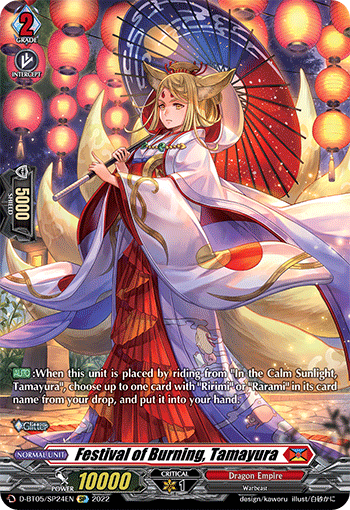 2
GRADE
INTERCEPT
5000
SHIELD
AUTO:When this unit is placed by riding from "In the Calm Sunlight,
Tamayura", choose up to one card with "Ririmi" or "Rarami" in its card
name from your drop, and put it into your hand.
NORMAL UNIT
Festival of Burning, Tamayura
POWER 10000
CRITICAL
1
Dragon Empire
Warbeast
D-BT05/SP24EN SP 2022
design/kaworu illust/白砂かに